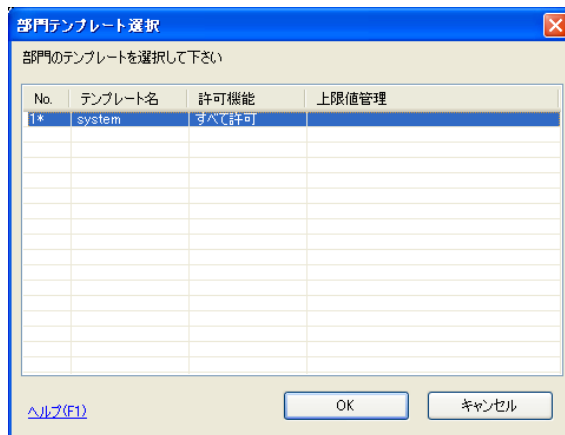 部門テンプレート選択
部門のテンプレートを選択して下さい
No. テンプレート名 許可機能 上限値管理
1* system すべて許可
ヘルプ(F1) OK キャンセル